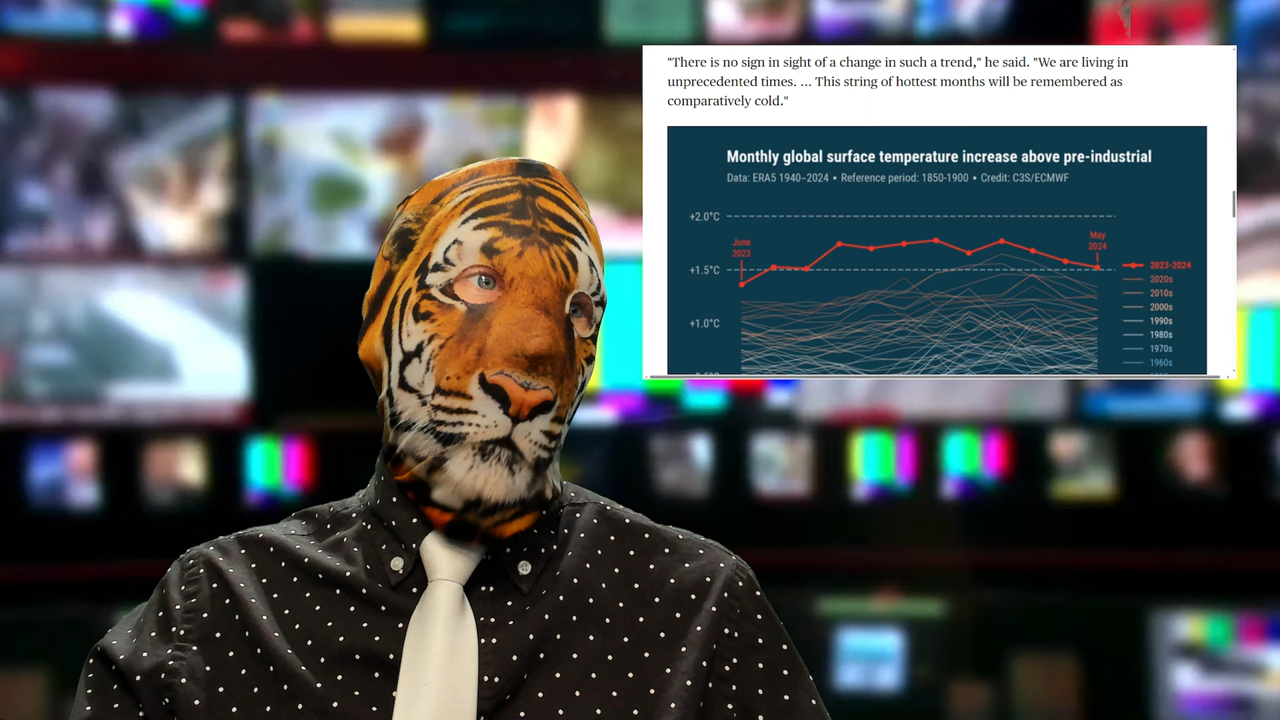 "There is no sign in sight of a change in such a trend," he said. "We are living in
unprecedented times. ... This string of hottest months will be remembered as
comparatively cold."
Monthly global surface temperature increase above pre-industrial
Data: ERA5 1940–2024 • Reference period: 1850-1900 • Credit: C3S/ECMWF
+2.0°C
June
2023
May
2024
+1.5°C
2023-2024
2020s
2010s
2000s
+1.0°C
1990s
1980s
1970s
1960s